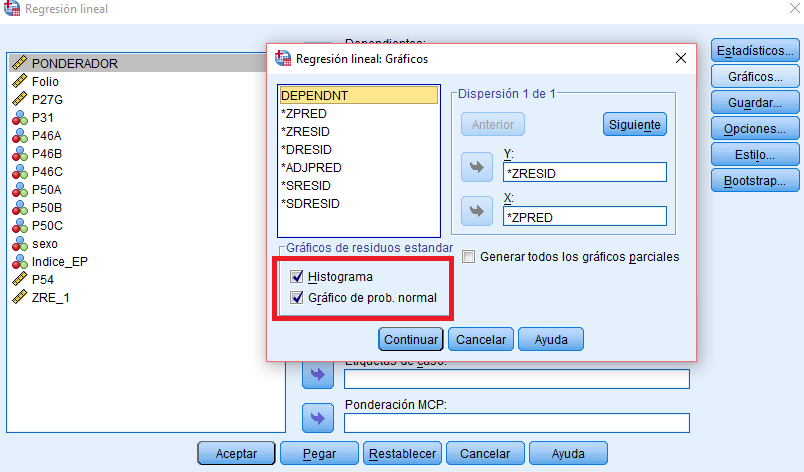 Regresión lineal
Dependientes:
PONDERADOR
Folio
P27G
P31
P46A
P46B
P46C
P50A
P50B
P50C
sexo
Indice_EP
P54
ZRE_1
Estadísticos...
Gráficos...
Guardar...
Opciones...
Estilo...
Bootstrap...
Regresión lineal: Gráficos
DEPENDNT
*ZPRED
*ZRESID
*DRESID
*ADJPRED
*SRESID
*SDRESID
Dispersión 1 de 1
Anterior
Siguiente
Y:
*ZRESID
X:
*ZPRED
Gráficos de residuos estandar
Histograma
Gráfico de prob. normal
Generar todos los gráficos parciales
Continuar
Cancelar
Ayuda
Etiquetas de caso:
Ponderación MCP:
Aceptar
Pegar
Restablecer
Cancelar
Ayuda